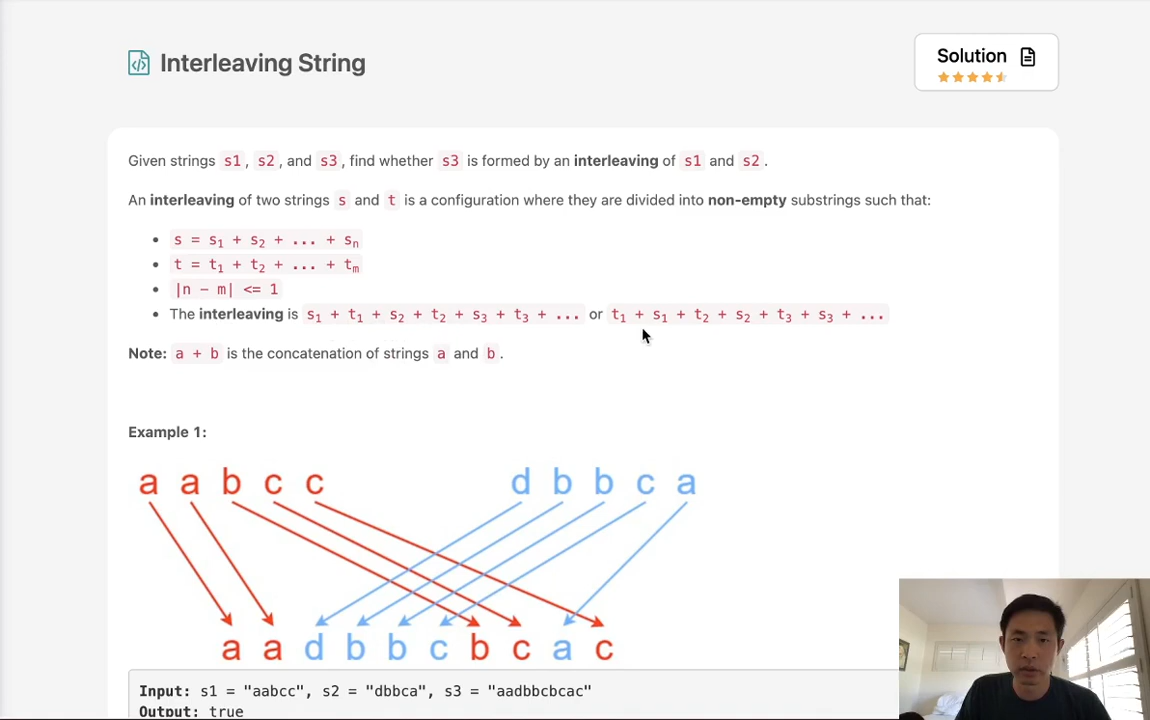 Interleaving String
Solution
Given strings s1, s2, and s3, find whether s3 is formed by an interleaving of s1 and s2.
An interleaving of two strings s and t is a configuration where they are divided into non-empty substrings such that:
• s = s1 + s2 + ... + sn
• t = t1 + t2 + ... + tm
• |n - m| <= 1
• The interleaving is s1 + t1 + s2 + t2 + s3 + t3 + ... or t1 + s1 + t2 + s2 + t3 + s3 + ...
Note: a + b is the concatenation of strings a and b.
Example 1:
a a b c c d b b c a
a a d b b c b c a c
Input: s1 = "aabcc", s2 = "dbbca", s3 = "aadbbcbcac"
Output: true